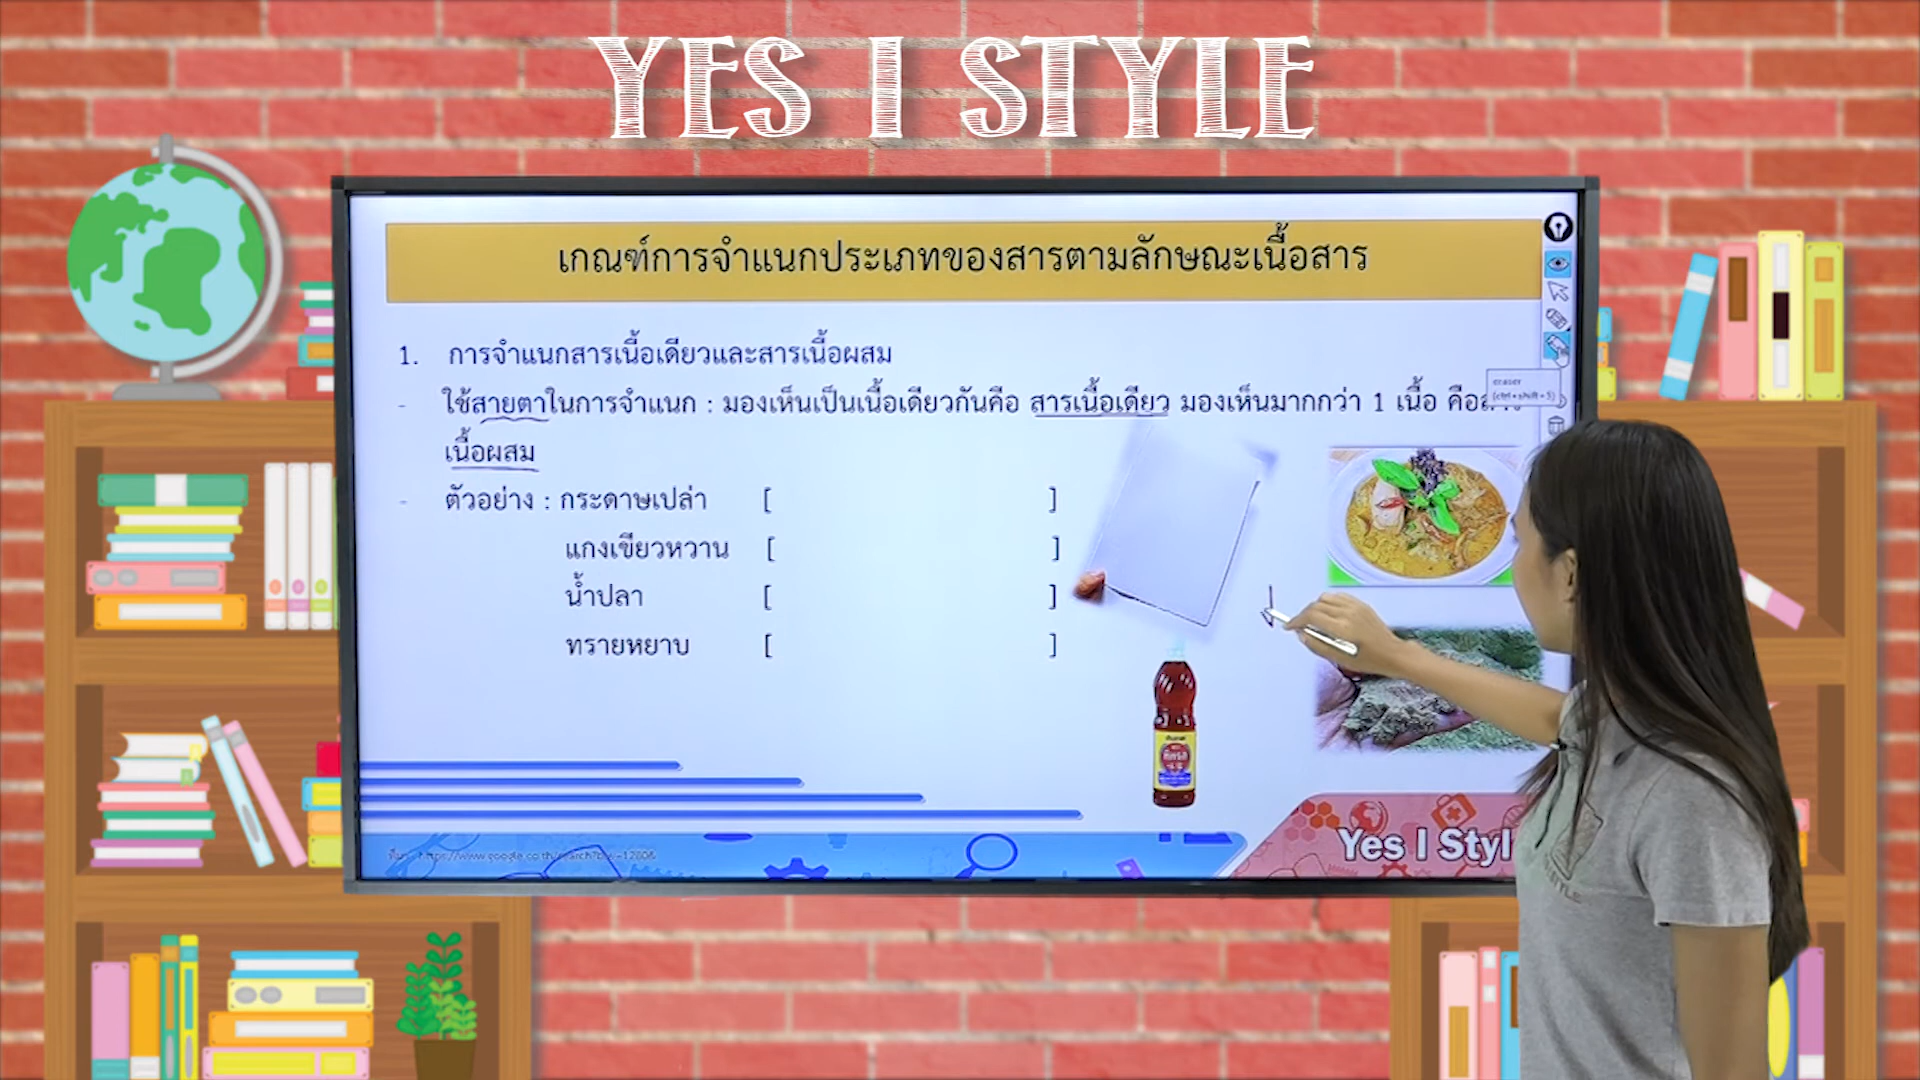 YES I STYLE
เกณฑ์การจำแนกประเภทของสารตามลักษณะเนื้อสาร
1. การจำแนกสารเนื้อเดียวและสารเนื้อผสม
- ใช้สายตาในการจำแนก : มองเห็นเป็นเนื้อเดียวกันคือ สารเนื้อเดียว มองเห็นมากกว่า 1 เนื้อ คือ
eraser
(ctrl+shift+5)
เนื้อผสม
- ตัวอย่าง : กระดาษเปล่า [ ]
แกงเขียวหวาน [ ]
น้ำปลา [ ]
ทรายหยาบ [ ]
Yes I Styl